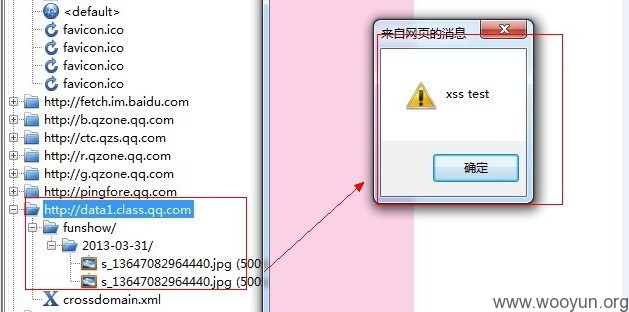 <default>
favicon.ico
favicon.ico
favicon.ico
http://fetch.im.baidu.com
http://b.qzone.qq.com
http://ctc.qzs.qq.com
http://r.qzone.qq.com
http://g.qzone.qq.com
http://pingfore.qq.com
http://data1.class.qq.com
funshow/
2013-03-31/
s_13647082964440.jpg (500:
s_13647082964440.jpg (500:
crossdomain.xml
来自网页的消息
xss test
确定
www.wooyun.org